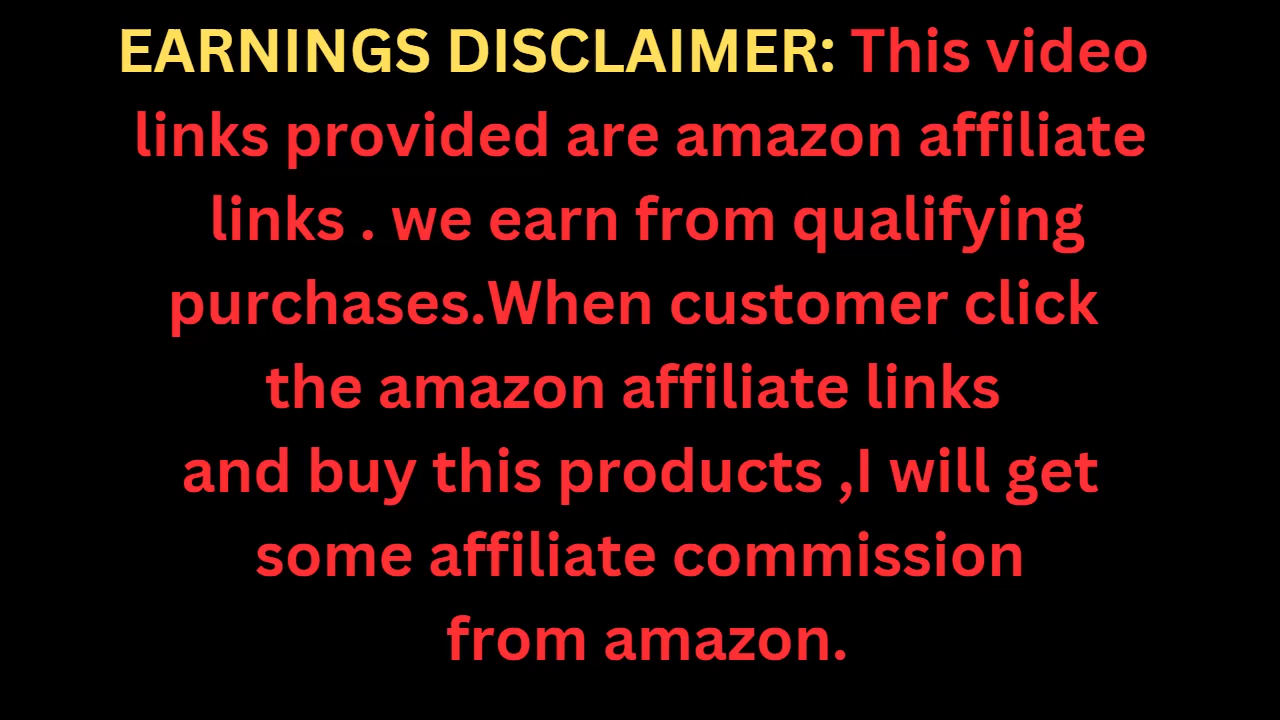 EARNINGS DISCLAIMER: This video
links provided are amazon affiliate
links . we earn from qualifying
purchases.When customer click
the amazon affiliate links
and buy this products ,I will get
some affiliate commission
from amazon.